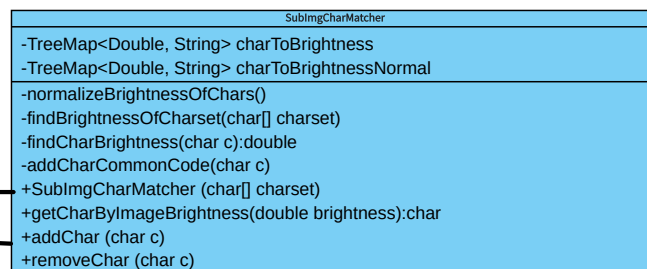 SubImgCharMatcher
-TreeMap<Double, String> charToBrightness
-TreeMap<Double, String> charToBrightnessNormal
-normalizeBrightnessOfChars()
-findBrightnessOfCharset(char[] charset)
-findCharBrightness(char c):double
-addCharCommonCode(char c)
+SubImgCharMatcher (char[] charset)
+getCharByImageBrightness(double brightness):char
+addChar (char c)
+removeChar (char c)